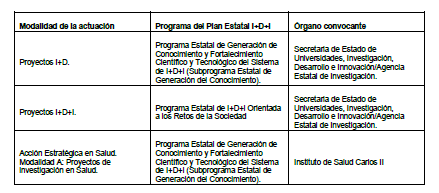 Modalidad de la actuación
Programa del Plan Estatal I+D+I
Órgano convocante
Proyectos I+D.
Programa Estatal de Generación de
Conocimiento y Fortalecimiento
Científico y Tecnológico del Sistema
de I+D+I (Subprograma Estatal de
Generación del Conocimiento).
Secretaria de Estado de
Universidades, Investigación,
Desarrollo e Innovación/Agencia
Estatal de Investigación.
Proyectos I+D+I.
Programa Estatal de I+D+I Orientada
a los Retos de la Sociedad
Secretaria de Estado de
Universidades, Investigación,
Desarrollo e Innovación/Agencia
Estatal de Investigación.
Acción Estratégica en Salud.
Modalidad A: Proyectos de
Investigación en Salud.
Programa Estatal de Generación de
Conocimiento y Fortalecimiento
Científico y Tecnológico del Sistema
de I+D+I (Subprograma Estatal de
Generación del Conocimiento).
Instituto de Salud Carlos II